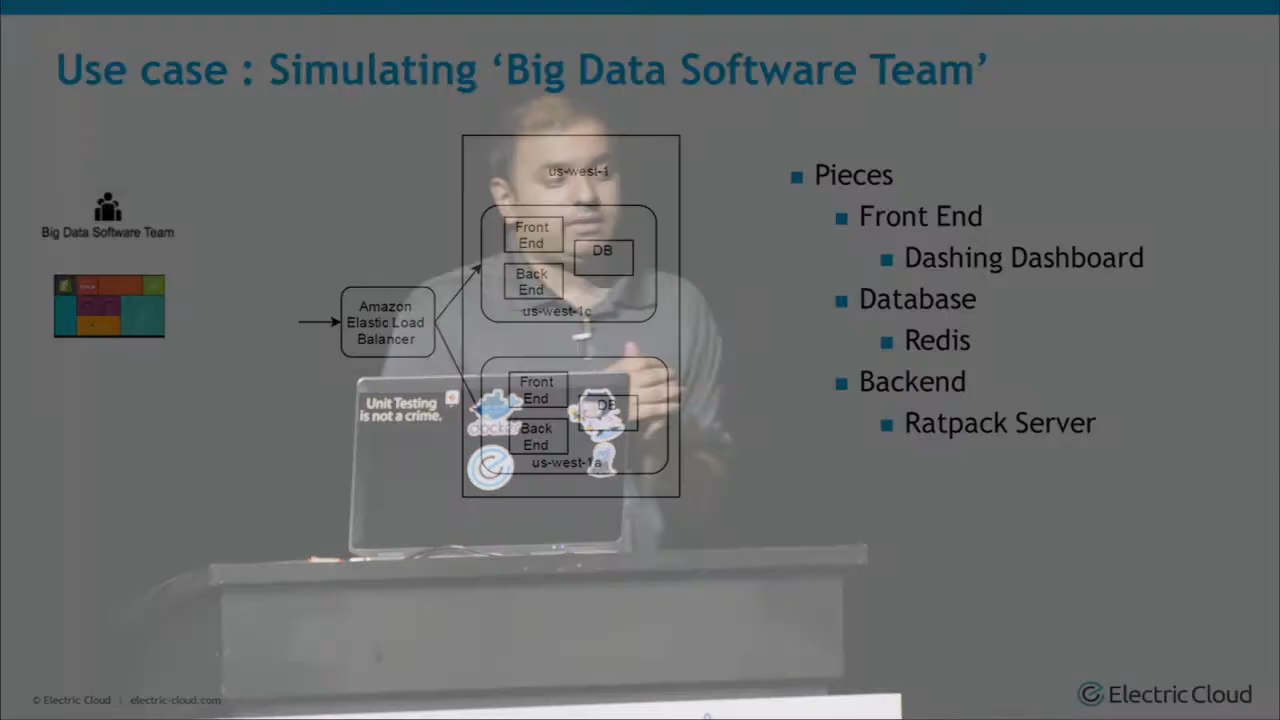 Use case : Simulating ‘Big Data Software Team’
Big Data Software Team
Amazon
Elastic Load
Balancer
us-west-1
Front
End
DB
Back
End
us-west-1c
Front
End
DB
Back
End
us-west-1a
Unit Testing
is not a crime.
docker
Pieces
Front End
Dashing Dashboard
Database
Redis
Backend
Ratpack Server
© Electric Cloud | electric-cloud.com
Electric Cloud